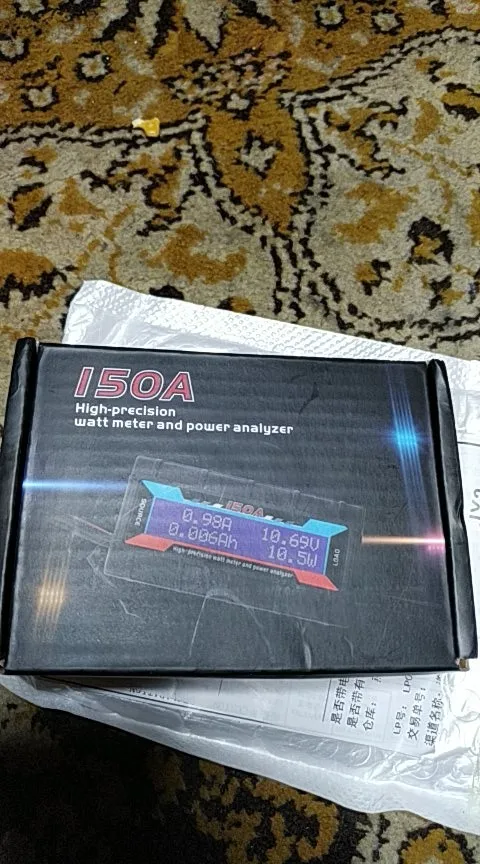 150A
High-precision
watt meter and power analyzer
150A
SOURCE
0.98A 10.69V
0.006Ah 10.5W
LOAD
High-precision watt meter and power analyzer
是否带电
是否带有
仓库:
LP号:
交易单号:
渠道名称: